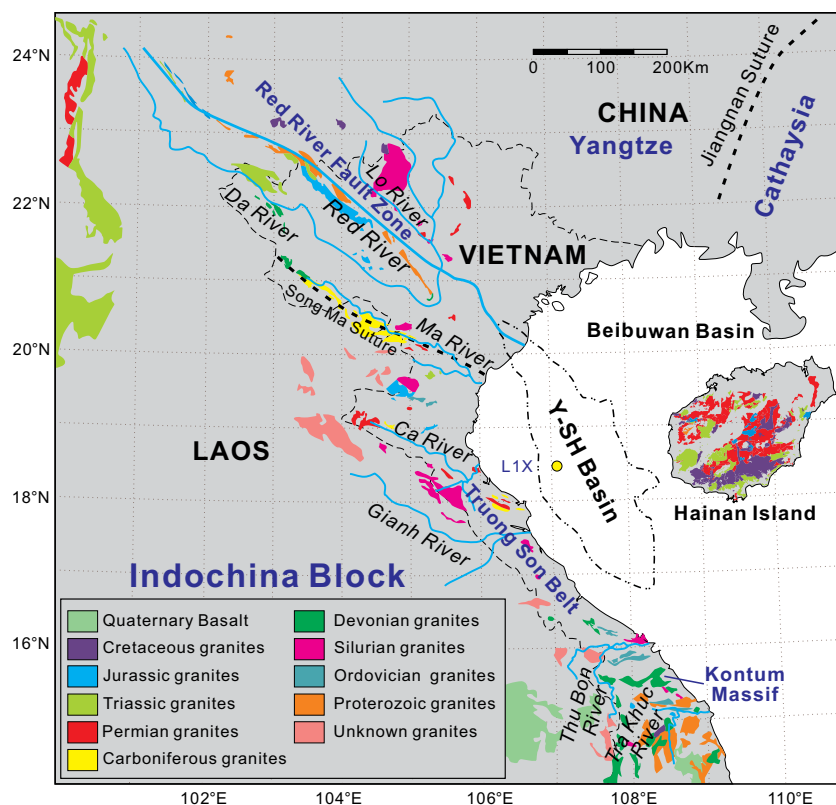 24°N
22°N
20°N
18°N
16°N
0 100 200Km
CHINA
Yangtze
Jiangnan Suture
Cathaysia
Red River Fault Zone
Lo River
Red River
Da River
VIETNAM
Song Ma Suture
Ma River
Beibuwan Basin
Y-SH Basin
L1X
Hainan Island
LAOS
Ca River
Gianh River
Truong Son Belt
Indochina Block
Kontum
Massif
Thu Bon
River
Tra Khuc
River
Quaternary Basalt
Cretaceous granites
Jurassic granites
Triassic granites
Permian granites
Carboniferous granites
Devonian granites
Silurian granites
Ordovician granites
Proterozoic granites
Unknown granites
102°E 104°E 106°E 108°E 110°E